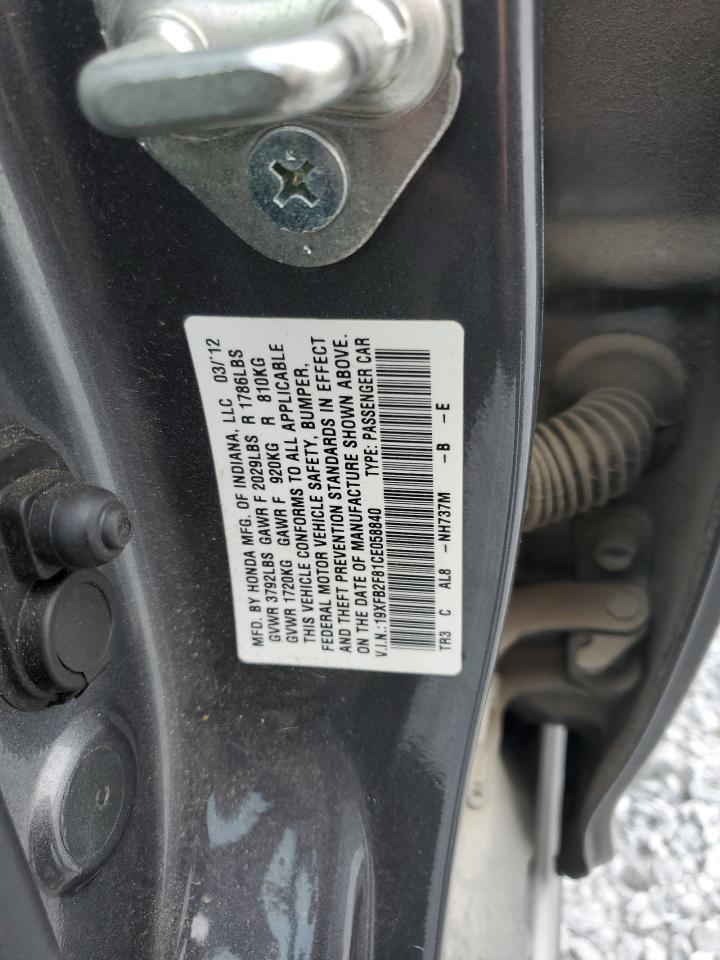 MFD. BY HONDA MFG. OF INDIANA, LLC 03/'12
GVWR 3792LBS GAWR F 2029LBS R 1786LBS
GVWR 1720KG GAWR F 920KG R 810KG
THIS VEHICLE CONFORMS TO ALL APPLICABLE
FEDERAL MOTOR VEHICLE SAFETY, BUMPER,
AND THEFT PREVENTION STANDARDS IN EFFECT
ON THE DATE OF MANUFACTURE SHOWN ABOVE.
V.I.N.:19XFB2F81CE058840 TYPE: PASSENGER CAR
TR3 C AL8 -NH737M -B -E